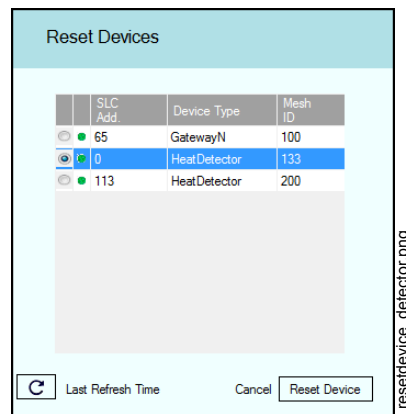 Reset Devices
SLC Add. Device Type Mesh ID
65 GatewayN 100
0 HeatDetector 133
113 HeatDetector 200
Last Refresh Time Cancel Reset Device
resetdevice_detector.png